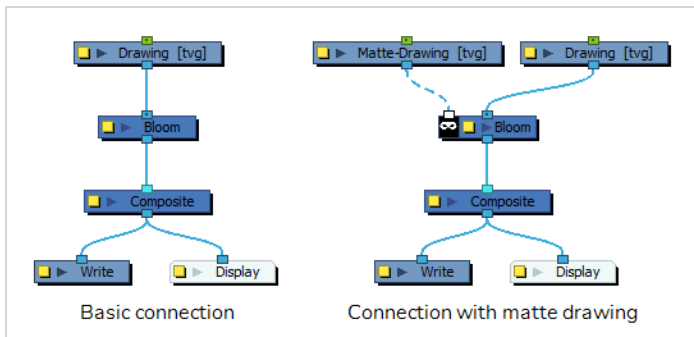 Drawing [tvg]
Matte-Drawing [tvg]
Drawing [tvg]
Bloom
Bloom
Composite
Composite
Write
Display
Write
Display
Basic connection
Connection with matte drawing